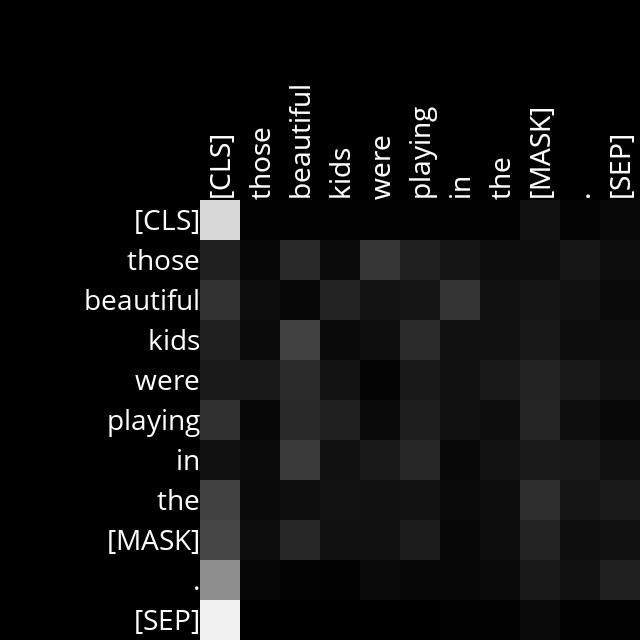 [CLS] those beautiful kids were playing in the [MASK] . [SEP]
[CLS]
those
beautiful
kids
were
playing
in
the
[MASK]
.
[SEP]